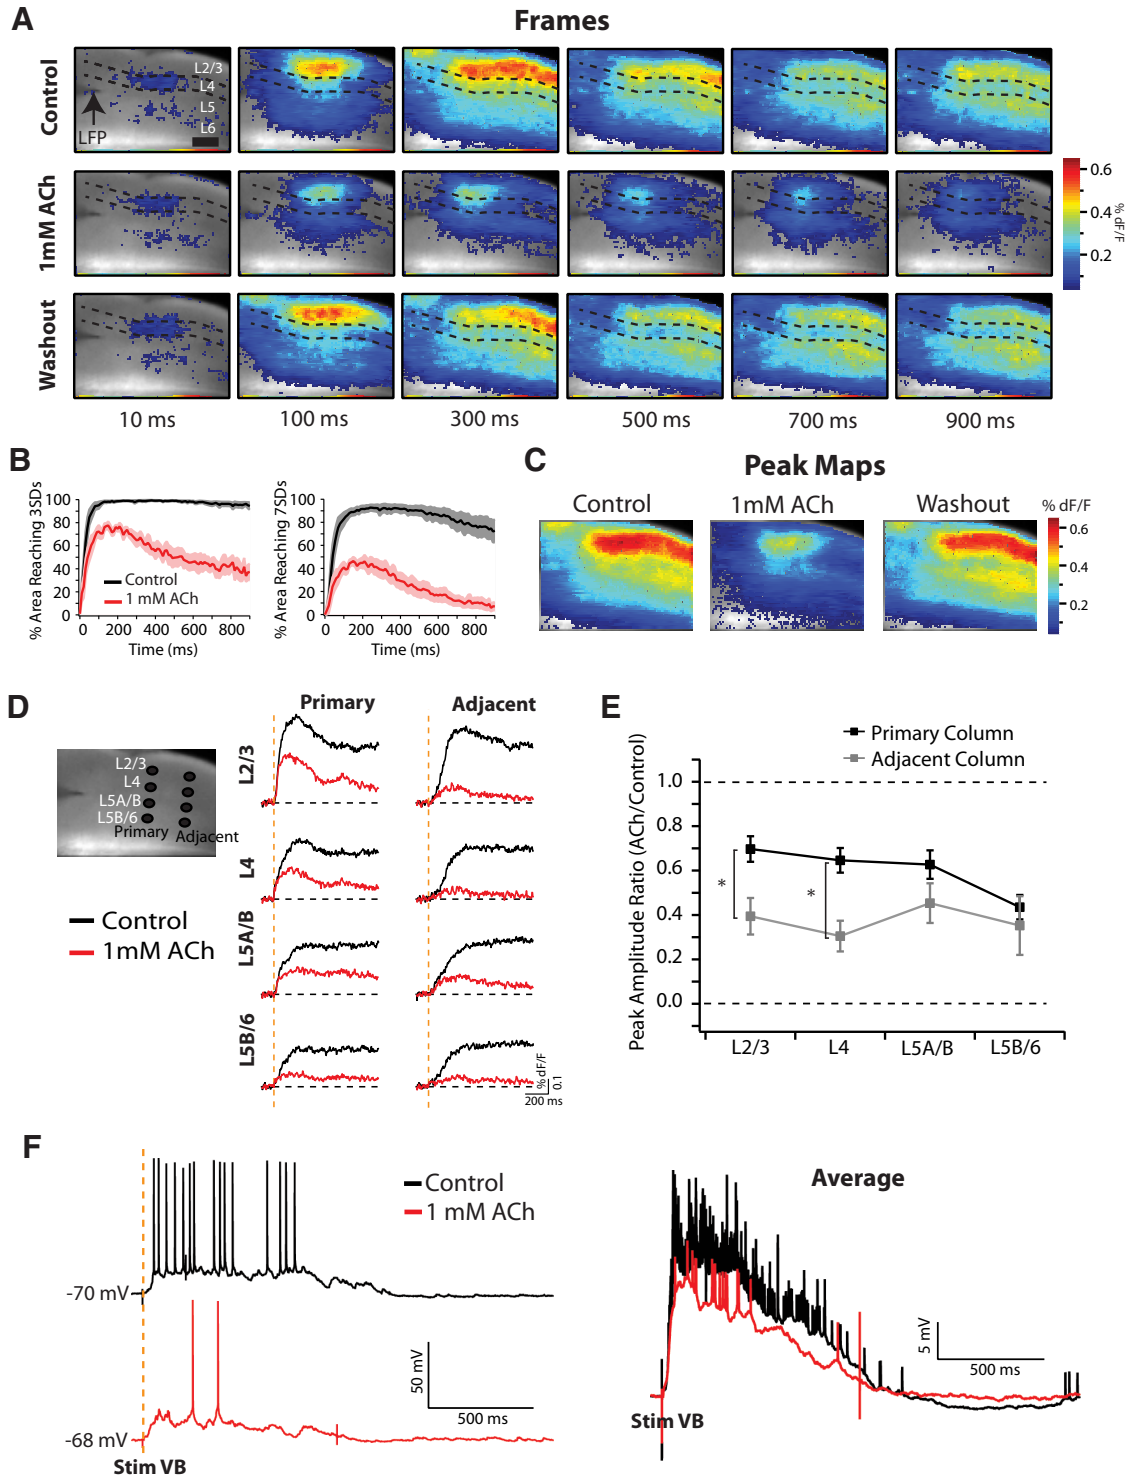 A
Frames
Control
L2/3
L4
L5
L6
LFP
1mM ACh
Washout
10 ms
100 ms
300 ms
500 ms
700 ms
900 ms
0.6
0.4
0.2
% dF/F
B
% Area Reaching 3SDs
100
80
60
40
20
0
Control
1 mM ACh
0
200
400
600
800
Time (ms)
% Area Reaching 7SDs
100
80
60
40
20
0
0
200
400
600
800
Time (ms)
C
Peak Maps
Control
1mM ACh
Washout
% dF/F
0.6
0.4
0.2
D
L2/3
L4
L5A/B
L5B/6
Primary
Adjacent
Control
1mM ACh
Primary
Adjacent
L2/3
L4
L5A/B
L5B/6
% dF/F
0.1
200 ms
E
Primary Column
Adjacent Column
Peak Amplitude Ratio (ACh/Control)
1.0
0.8
0.6
0.4
0.2
0.0
*
*
L2/3
L4
L5A/B
L5B/6
F
Control
1 mM ACh
-70 mV
-68 mV
Stim VB
50 mV
500 ms
Average
5 mV
500 ms
Stim VB